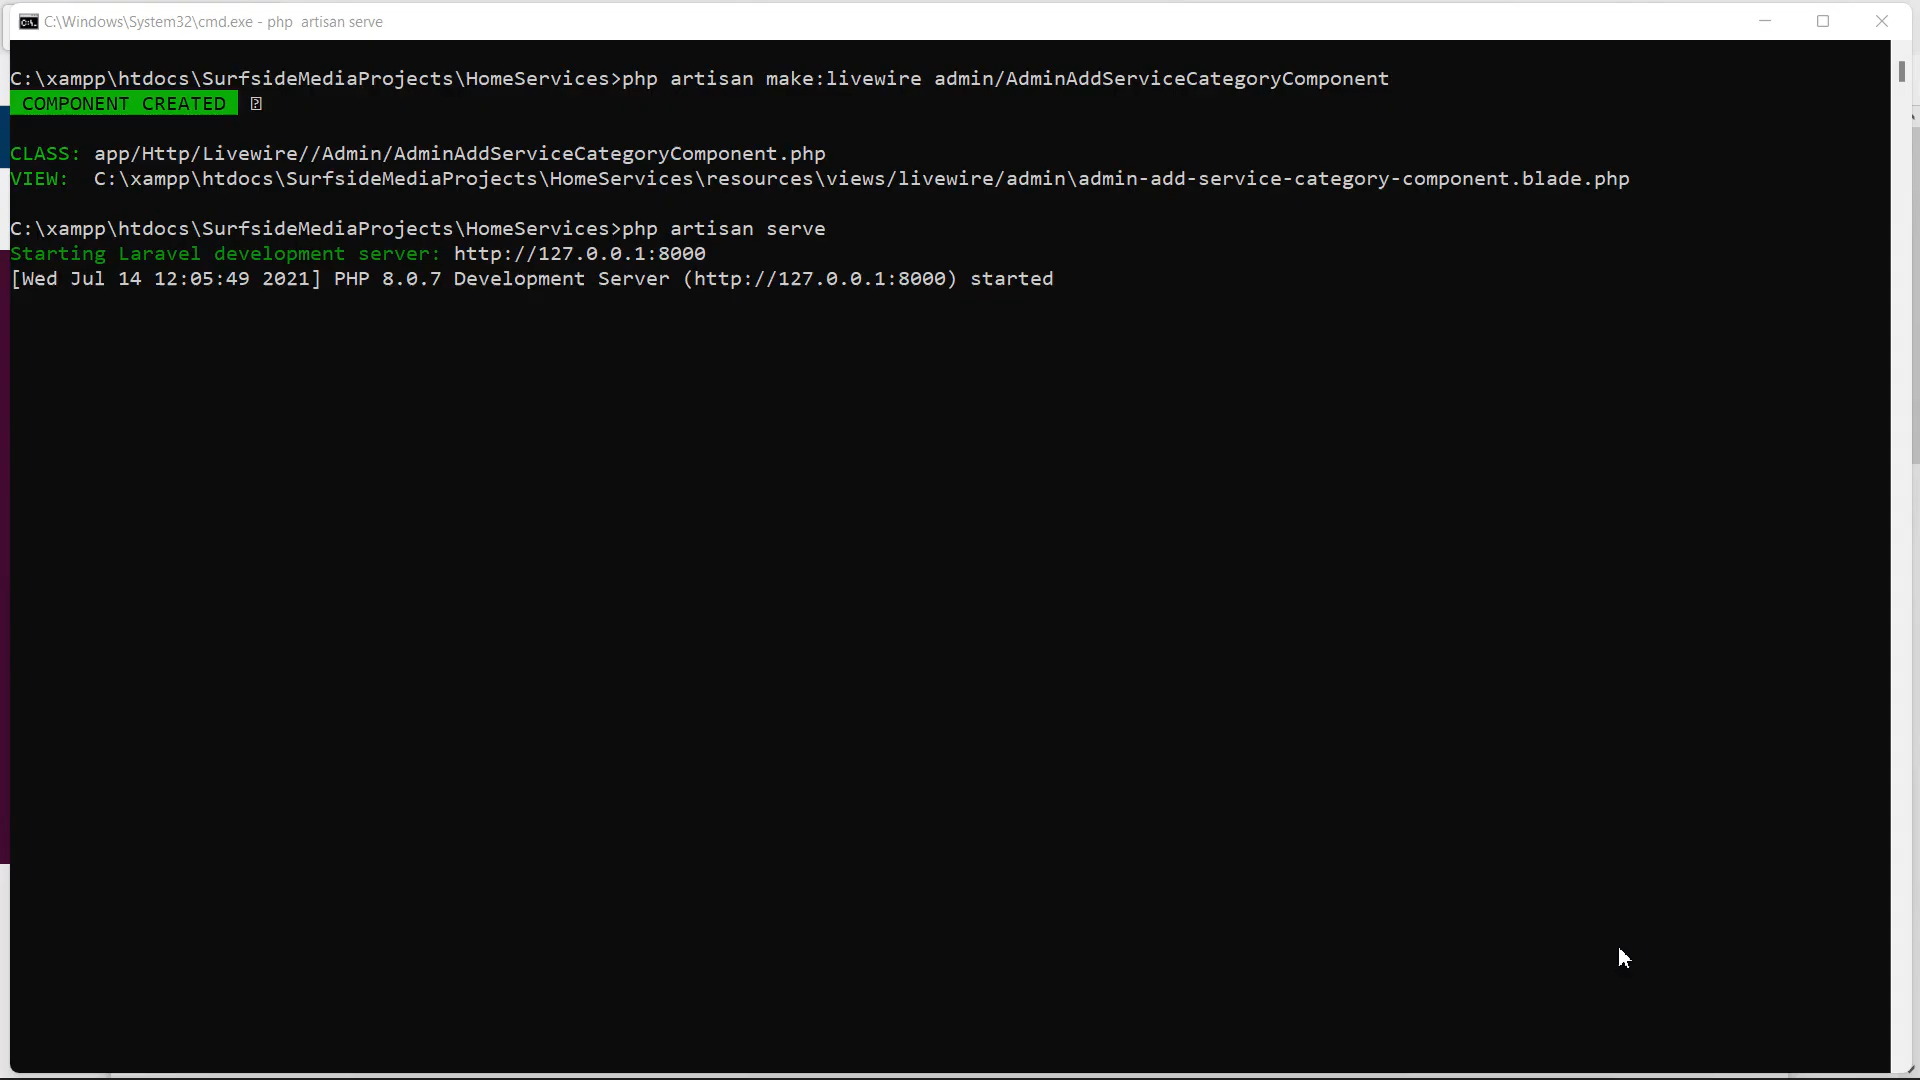 C:\Windows\System32\cmd.exe - php  artisan serve
C:\xampp\htdocs\SurfsideMediaProjects\HomeServices>php artisan make:livewire admin/AdminAddServiceCategoryComponent
COMPONENT CREATED
CLASS: app/Http/Livewire//Admin/AdminAddServiceCategoryComponent.php
VIEW:  C:\xampp\htdocs\SurfsideMediaProjects\HomeServices\resources\views/livewire/admin\admin-add-service-category-component.blade.php
C:\xampp\htdocs\SurfsideMediaProjects\HomeServices>php artisan serve
Starting Laravel development server: http://127.0.0.1:8000
[Wed Jul 14 12:05:49 2021] PHP 8.0.7 Development Server (http://127.0.0.1:8000) started